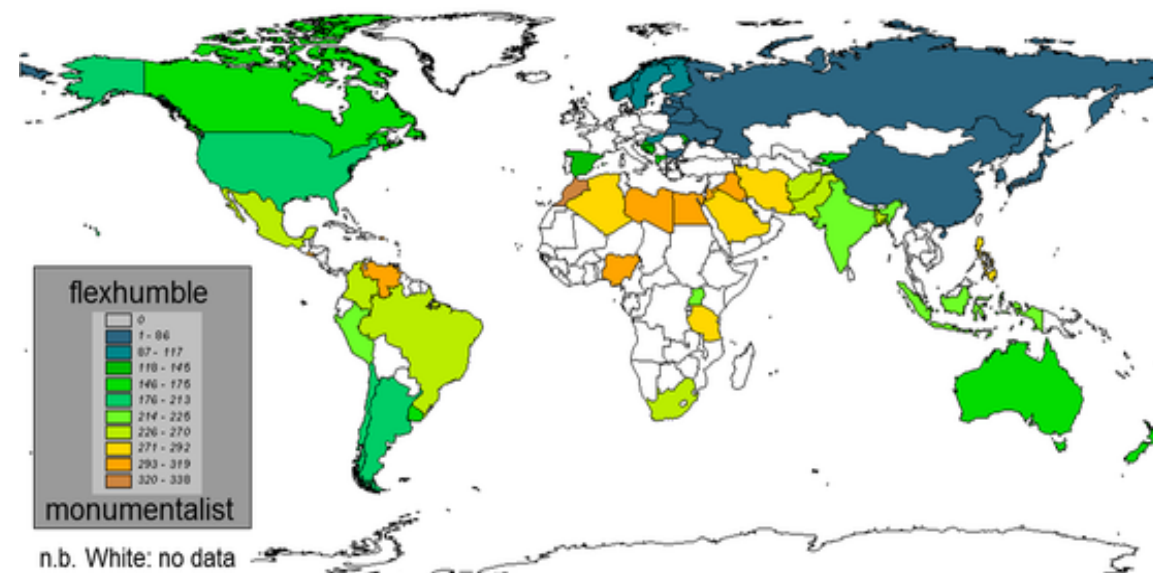 flexhumble
0
1 - 86
87 - 117
118 - 145
146 - 175
176 - 213
214 - 225
226 - 270
271 - 292
293 - 319
320 - 338
monumentalist
n.b. White: no data